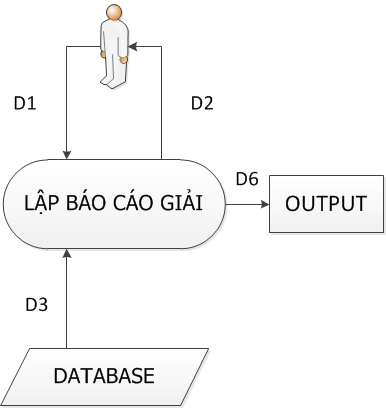 D1
D2
LẬP BÁO CÁO GIẢI
D6
OUTPUT
D3
DATABASE